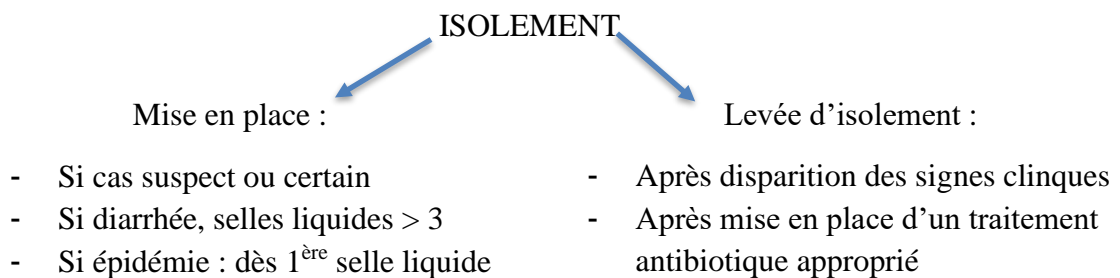 ISOLEMENT
Mise en place :
- Si cas suspect ou certain
- Si diarrhée, selles liquides > 3
- Si épidémie : dès 1ère selle liquide
Levée d’isolement :
- Après disparition des signes clinques
- Après mise en place d’un traitement
antibiotique approprié